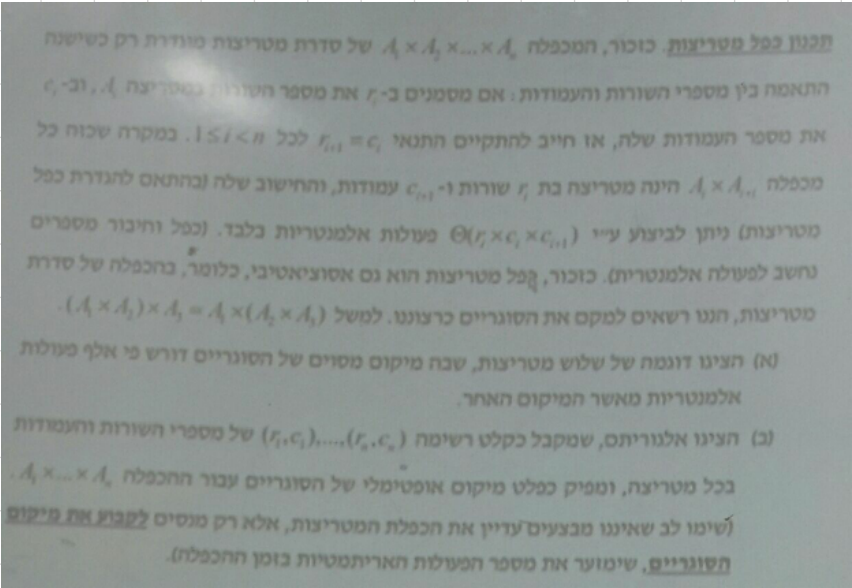 תכנון כפל מטריצות. כזכור, המכפלה A₁ × A₂ × ... × Aₙ של סדרת מטריצות מוגדרת רק כשישנה
התאמה בין מספרי השורות והעמודות: אם מסמנים ב-rᵢ את מספר השורות במטריצה Aᵢ, וב-cᵢ
את מספר העמודות שלה, אז חייב להתקיים התנאי rᵢ₊₁ = cᵢ לכל 1 ≤ i < n. במקרה שכזה כל
מכפלה Aᵢ × Aᵢ₊₁ הינה מטריצה בת rᵢ שורות ו-cᵢ₊₁ עמודות, והחישוב שלה (בהתאם להגדרת כפל
מטריצות) ניתן לביצוע ע"י Θ(rᵢ × cᵢ × cᵢ₊₁) פעולות אלמנטריות בלבד. (כפל וחיבור מספרים
נחשב לפעולה אלמנטרית). כזכור, כפל מטריצות הוא גם אסוציאטיבי, כלומר, בהכפלה של סדרת
מטריצות, הננו רשאים למקם את הסוגריים כרצוננו. למשל (A₁ × A₂) × A₃ = A₁ × (A₂ × A₃).
(א) הציגו דוגמה של שלוש מטריצות, שבה מיקום מסוים של הסוגריים דורש פי אלף פעולות
אלמנטריות מאשר המיקום האחר.
(ב) הציגו אלגוריתם, שמקבל כקלט רשימה (r₁,c₁),...,(rₙ,cₙ) של מספרי השורות והעמודות
בכל מטריצה, ומפיק כפלט מיקום אופטימלי של הסוגריים עבור ההכפלה A₁ × ... × Aₙ.
(שימו לב שאיננו מבצעים עדיין את הכפלת המטריצות, אלא רק מנסים לקבוע את מיקום
הסוגריים, שימזער את מספר הפעולות האריתמטיות בזמן ההכפלה).